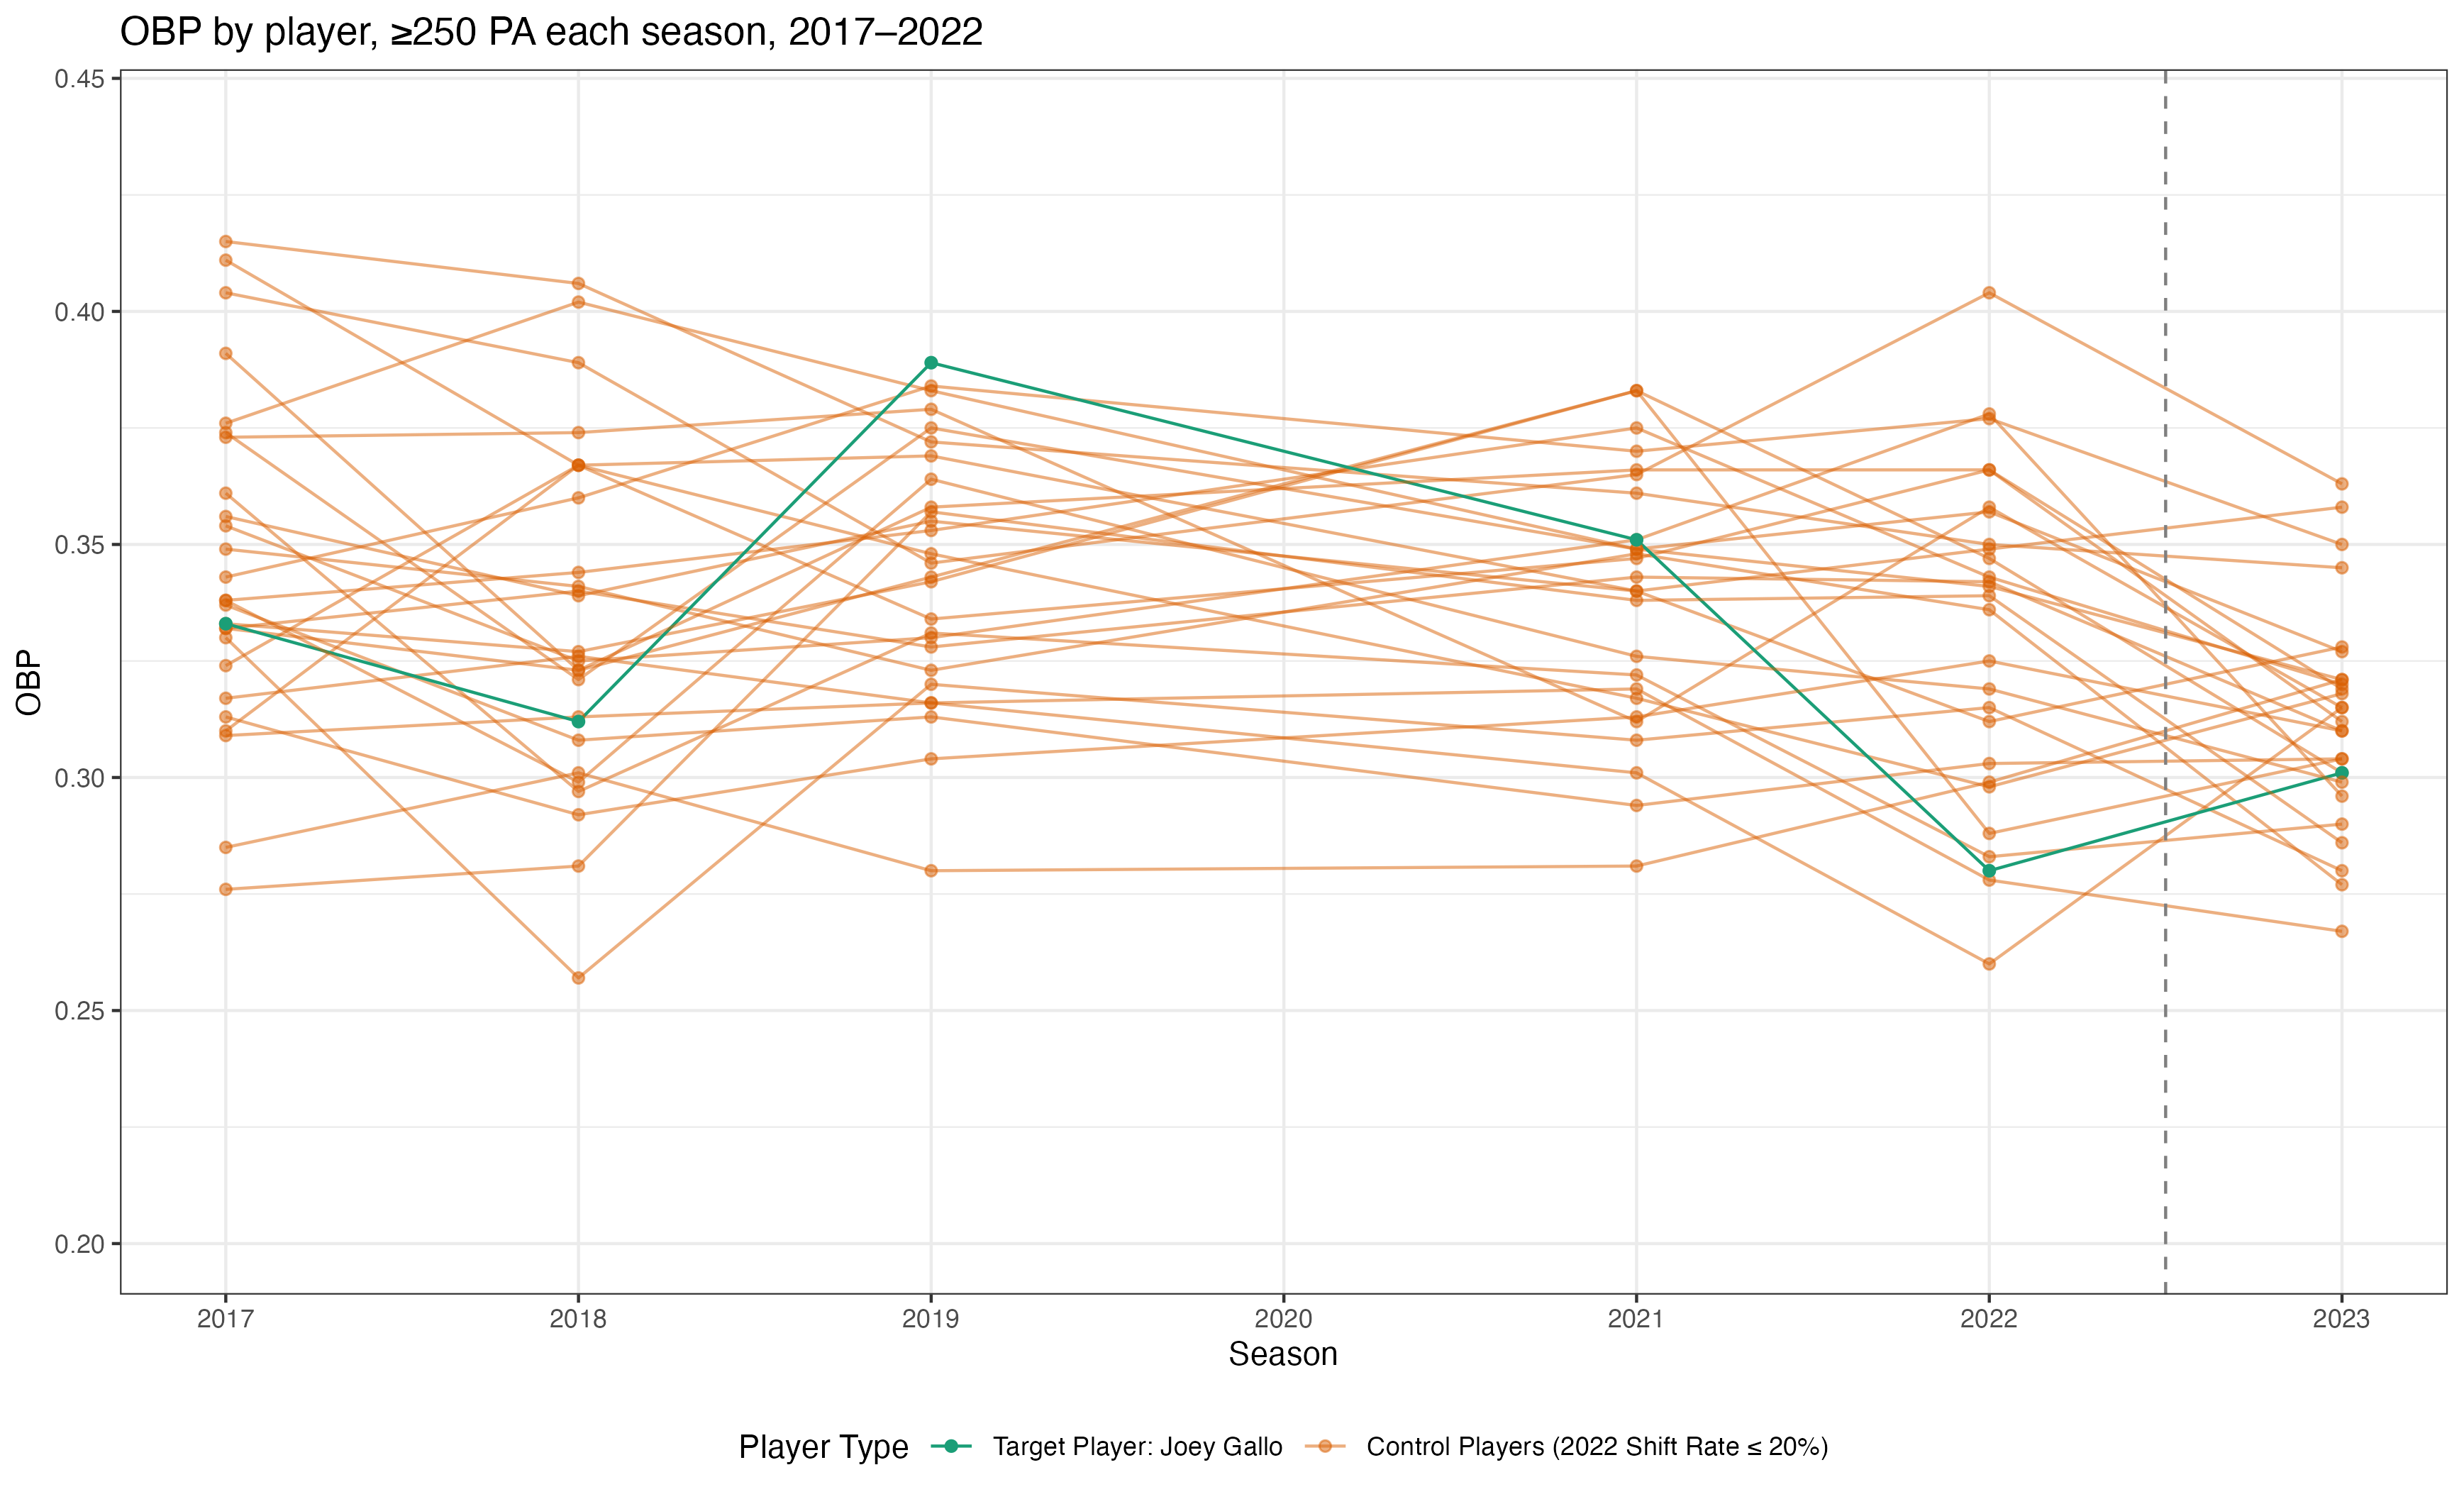 OBP by player, ≥250 PA each season, 2017–2022
0.45
0.40
0.35
0.30
0.25
0.20
OBP
2017 2018 2019 2020 2021 2022 2023
Season
Player Type Target Player: Joey Gallo Control Players (2022 Shift Rate ≤ 20%)